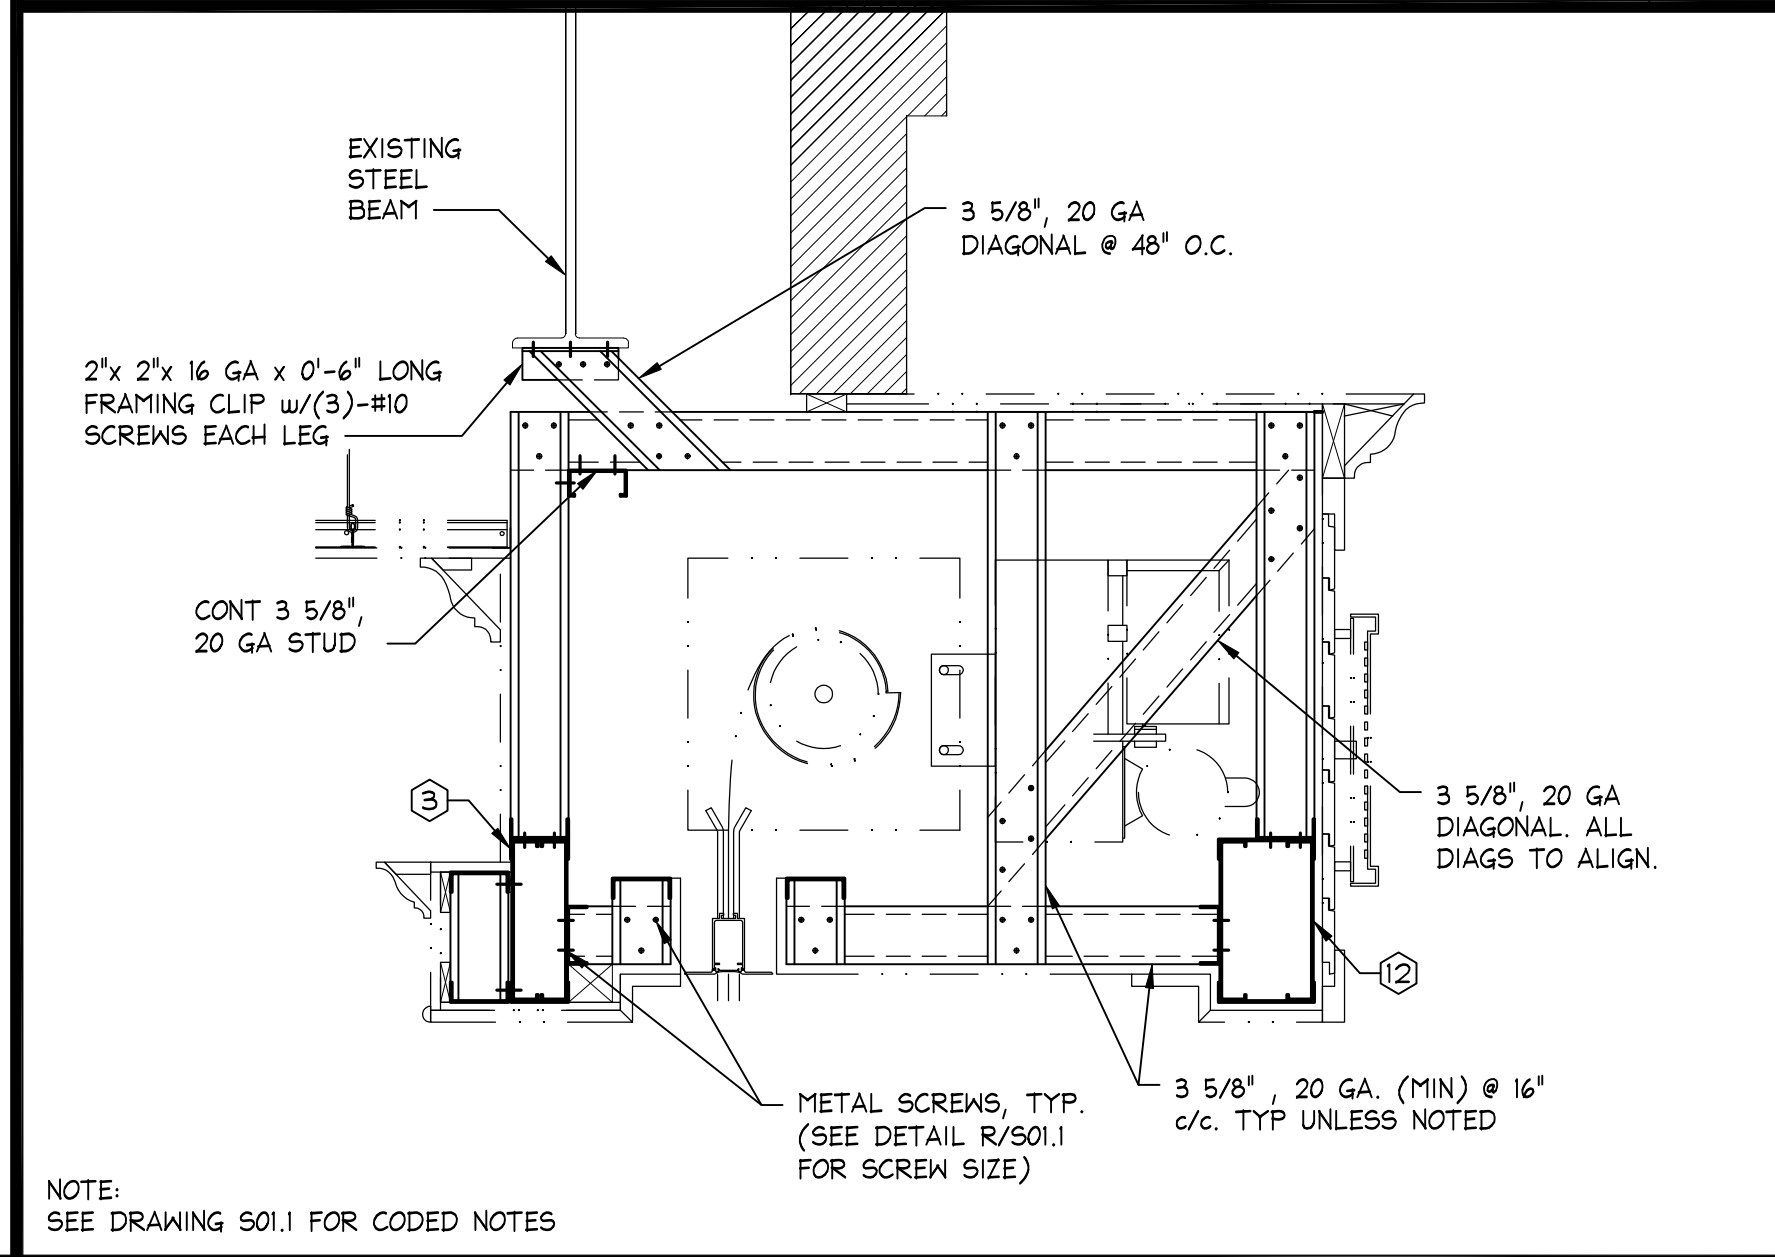 EXISTING
STEEL
BEAM
3 5/8", 20 GA
DIAGONAL @ 48" O.C.
2"x 2"x 16 GA x 0'-6" LONG
FRAMING CLIP w/(3)-#10
SCREWS EACH LEG
CONT 3 5/8",
20 GA STUD
3
3 5/8", 20 GA
DIAGONAL. ALL
DIAGS TO ALIGN.
12
METAL SCREWS, TYP.
(SEE DETAIL R/S01.1
FOR SCREW SIZE)
3 5/8" , 20 GA. (MIN) @ 16"
c/c. TYP UNLESS NOTED
NOTE:
SEE DRAWING S01.1 FOR CODED NOTES